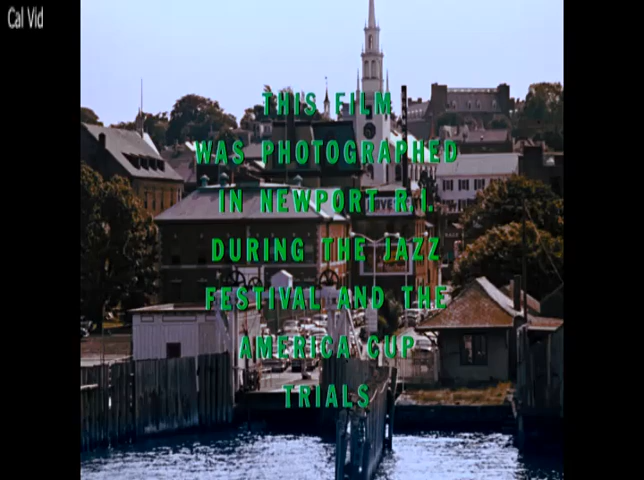 Cal Vid
THIS FILM
WAS PHOTOGRAPHED
IN NEWPORT R.I.
DURING THE JAZZ
FESTIVAL AND THE
AMERICA CUP
TRIALS